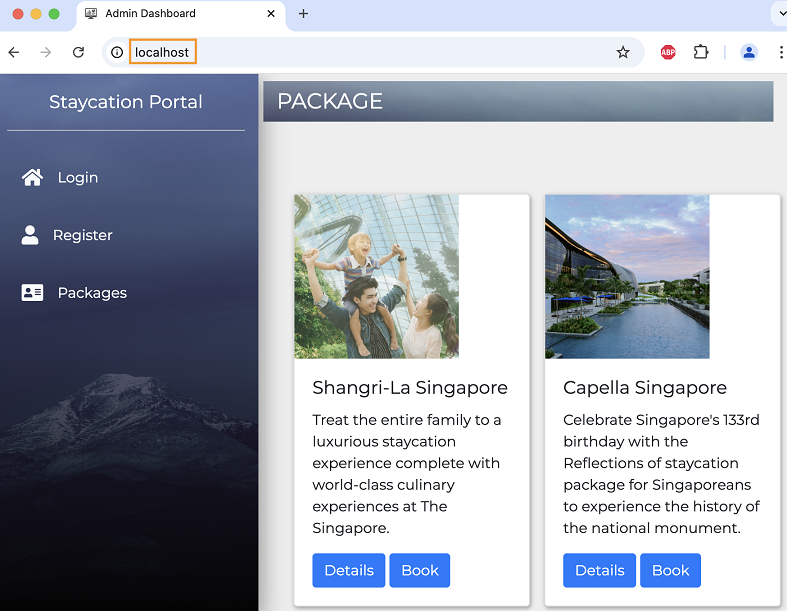 Admin Dashboard
localhost
ABP
Staycation Portal
Login
Register
Packages
PACKAGE
Shangri-La Singapore
Treat the entire family to a
luxurious staycation
experience complete with
world-class culinary
experiences at The
Singapore.
Details
Book
Capella Singapore
Celebrate Singapore's 133rd
birthday with the
Reflections of staycation
package for Singaporeans
to experience the history of
the national monument.
Details
Book